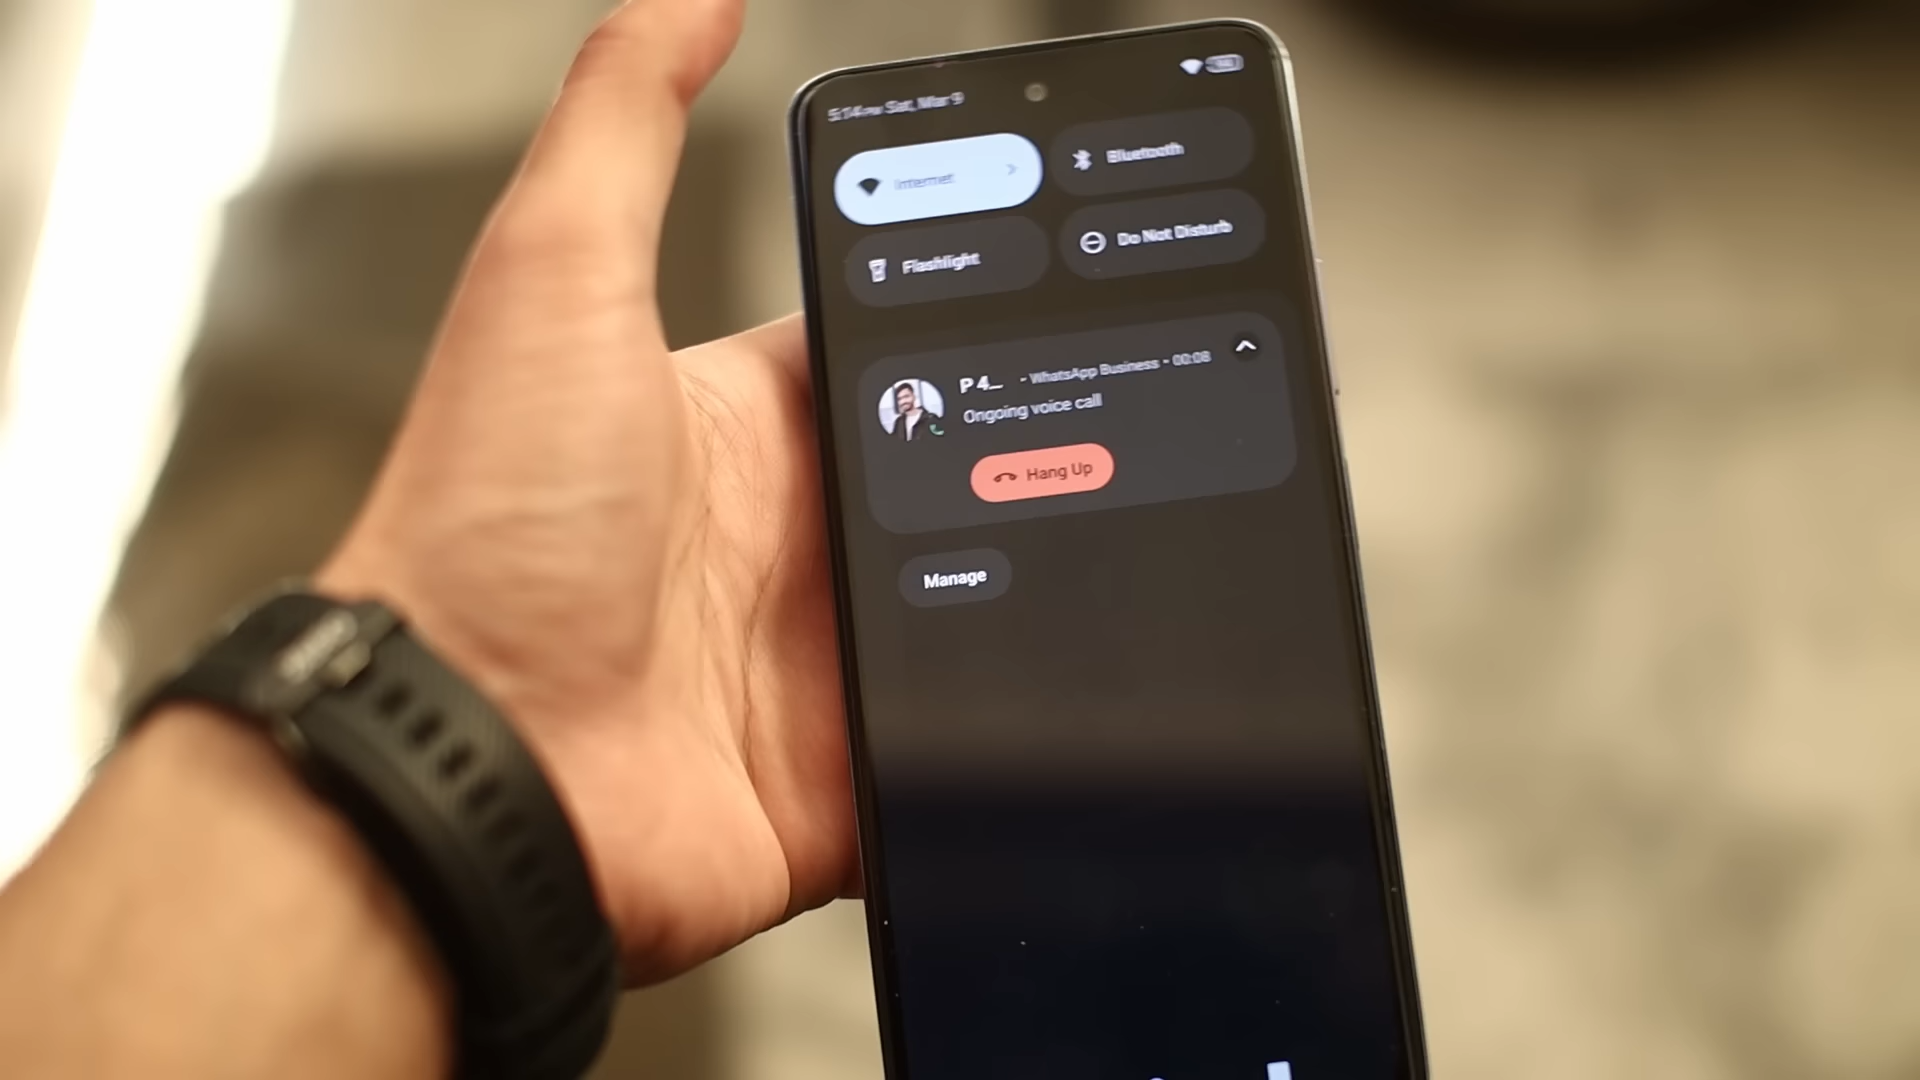 5:14 PM Sat, Mar 9
Internet
Bluetooth
Flashlight
Do Not Disturb
P 4... - WhatsApp Business • 00:08
Ongoing voice call
Hang Up
Manage